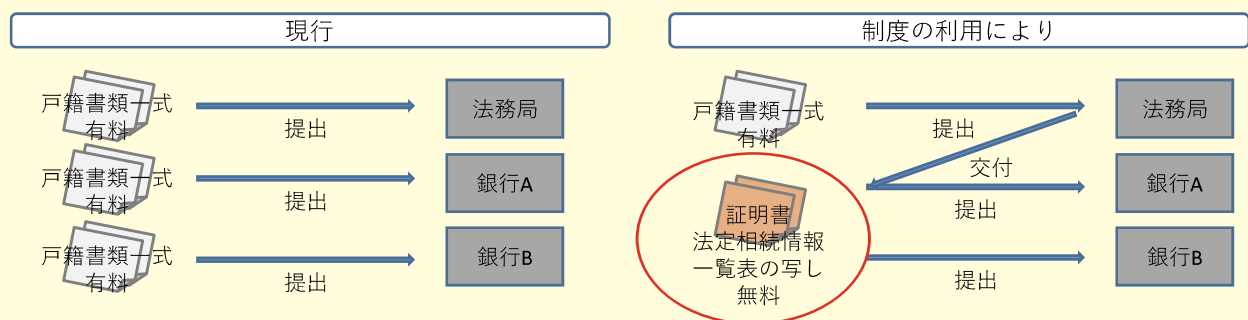 現行
戸籍書類一式
有料
提出
法務局
戸籍書類一式
有料
提出
銀行A
戸籍書類一式
有料
提出
銀行B
制度の利用により
戸籍書類一式
有料
提出
法務局
交付
証明書
法定相続情報
一覧表の写し
無料
提出
銀行A
提出
銀行B